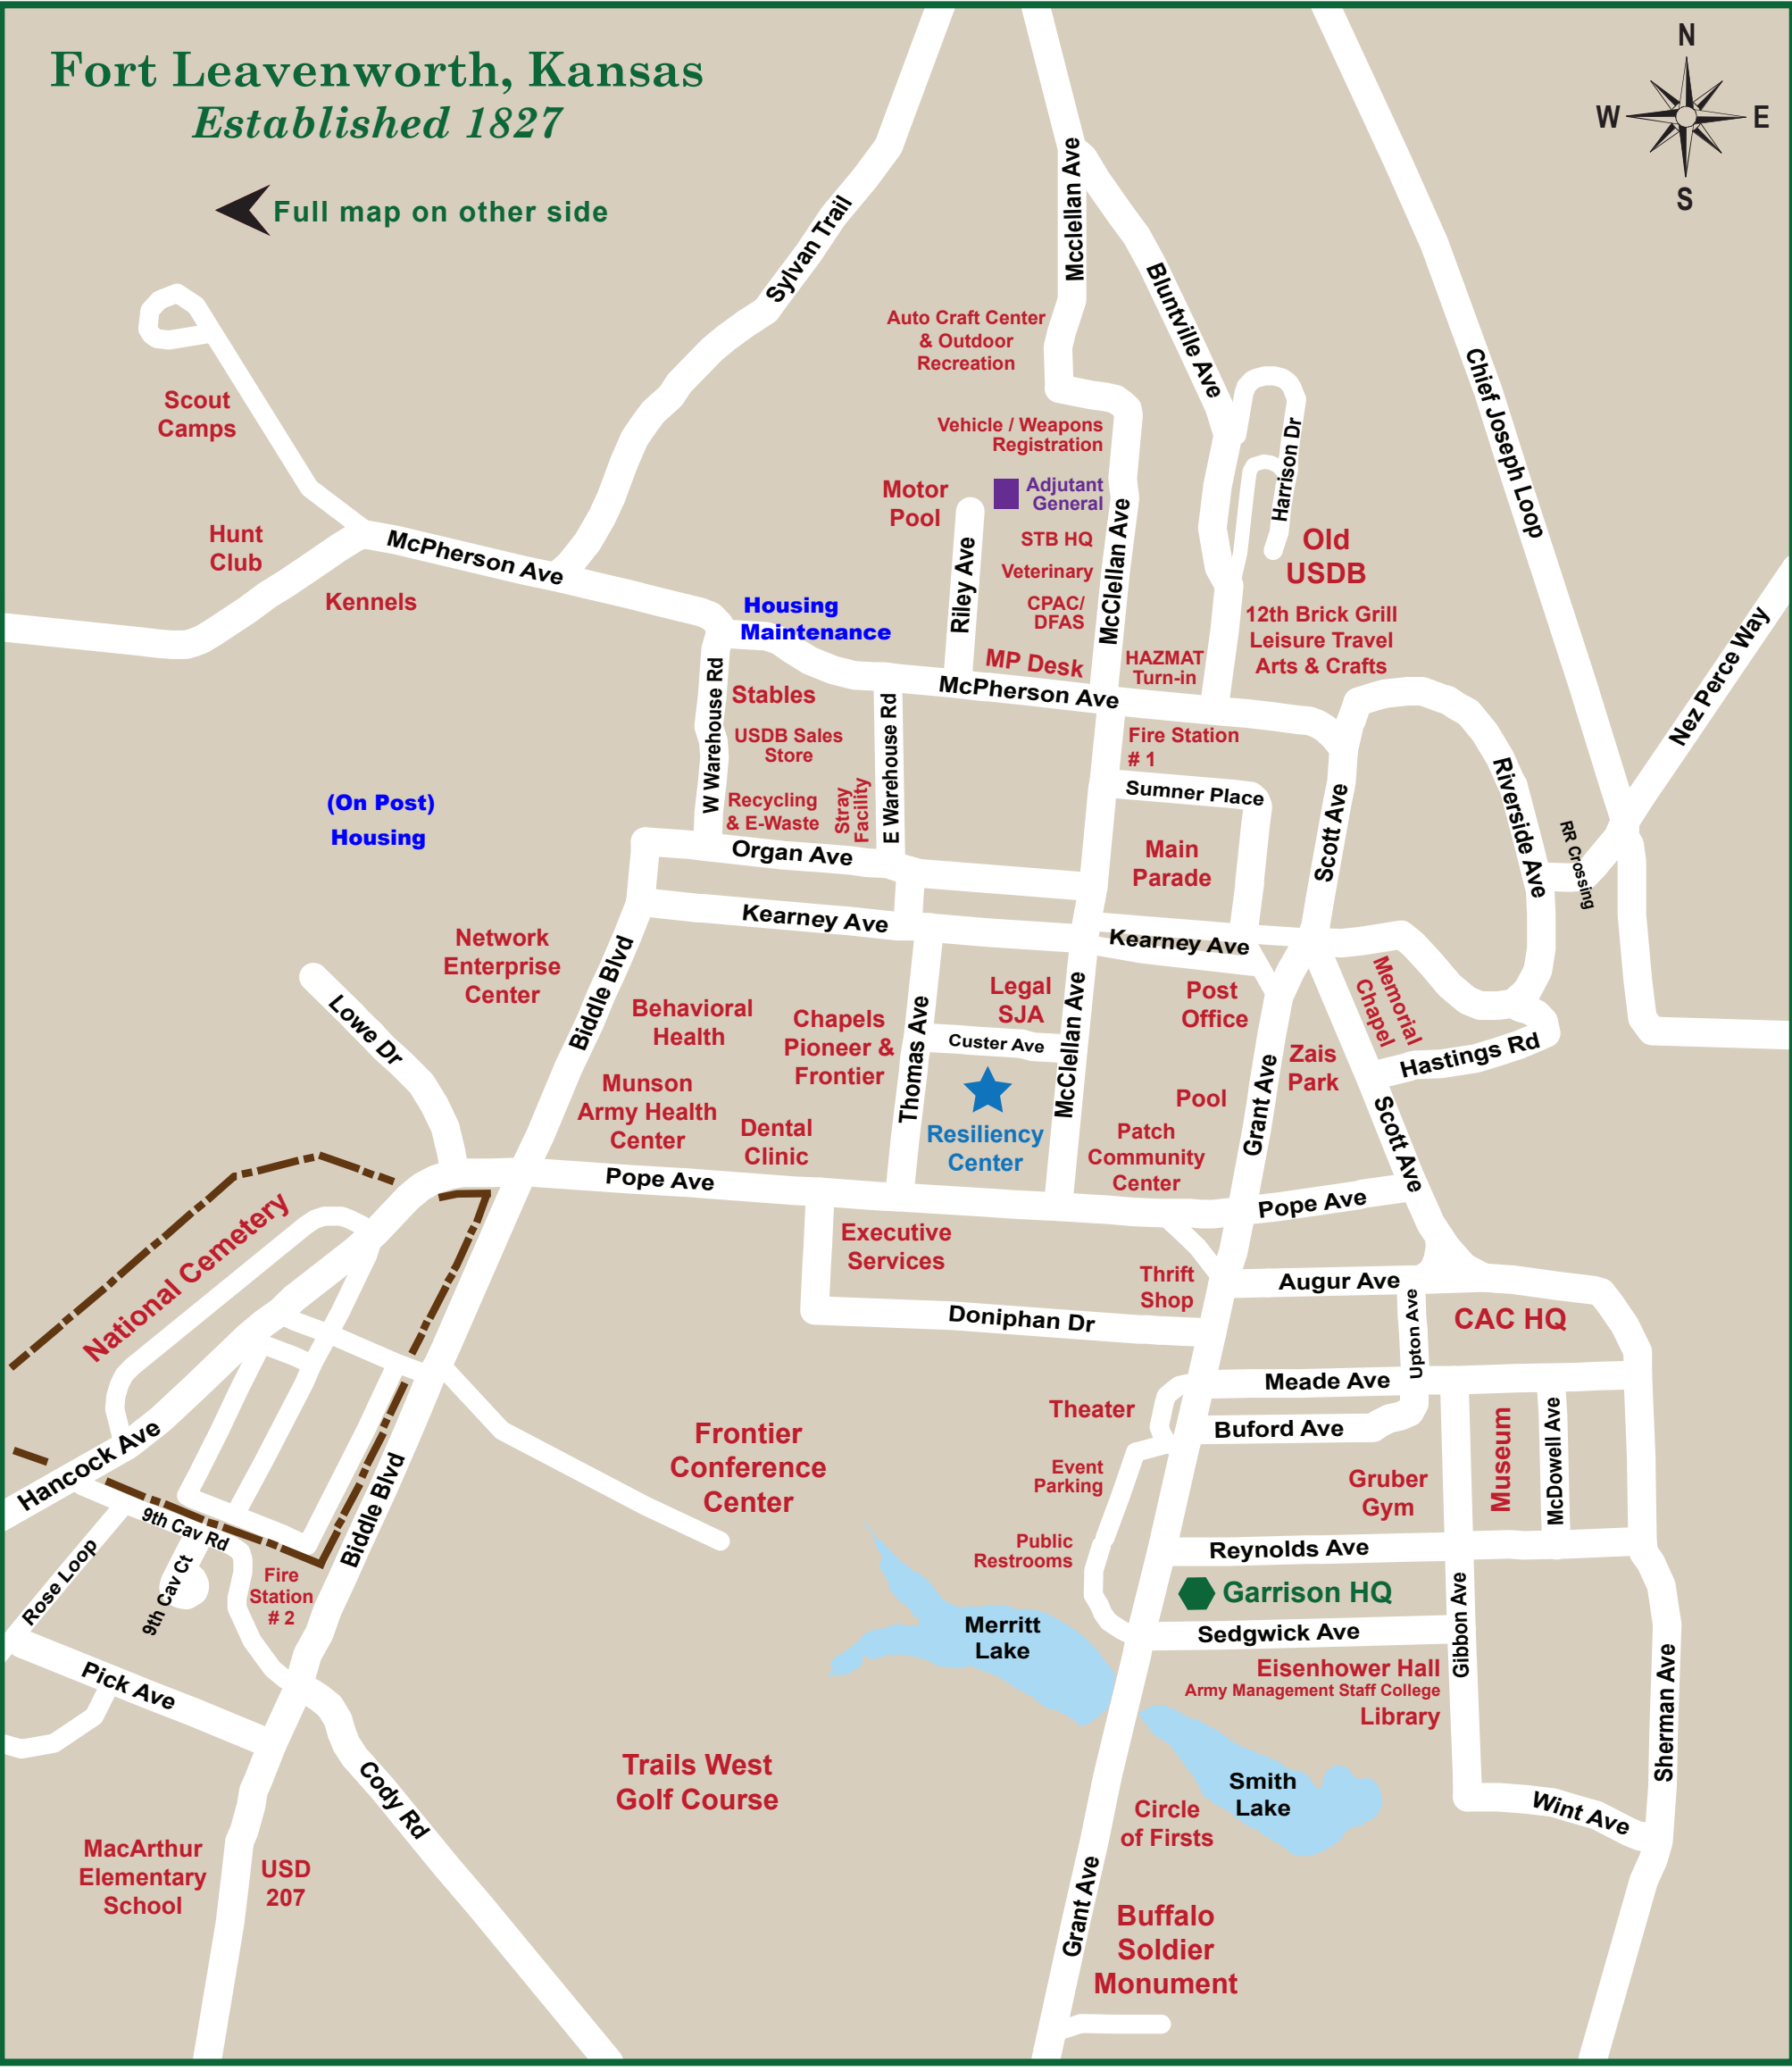 Fort Leavenworth, Kansas
Established 1827
Full map on other side
N
W
E
S
Sylvan Trail
Mcclellan Ave
Bluntville Ave
Chief Joseph Loop
Auto Craft Center
& Outdoor
Recreation
Scout
Camps
Vehicle / Weapons
Registration
Harrison Dr
Motor
Pool
Adjutant
General
Hunt
Club
McPherson Ave
Kennels
STB HQ
Veterinary
CPAC/
DFAS
Riley Ave
McClellan Ave
Old
USDB
12th Brick Grill
Leisure Travel
Arts & Crafts
Nez Perce Way
Housing
Maintenance
MP Desk
HAZMAT
Turn-in
McPherson Ave
W Warehouse Rd
Stables
USDB Sales
Store
Recycling
& E-Waste
Stray
Facility
E Warehouse Rd
Fire Station
# 1
Sumner Place
Main
Parade
Scott Ave
Riverside Ave
RR Crossing
(On Post)
Housing
Organ Ave
Kearney Ave
Kearney Ave
Network
Enterprise
Center
Biddle Blvd
Lowe Dr
Behavioral
Health
Chapels
Pioneer &
Frontier
Munson
Army Health
Center
Dental
Clinic
Thomas Ave
Legal
SJA
Custer Ave
McClellan Ave
Resiliency
Center
Post
Office
Pool
Patch
Community
Center
Grant Ave
Zais
Park
Memorial
Chapel
Hastings Rd
Scott Ave
Pope Ave
Pope Ave
National Cemetery
Executive
Services
Thrift
Shop
Doniphan Dr
Augur Ave
Upton Ave
CAC HQ
Meade Ave
Theater
Buford Ave
Frontier
Conference
Center
Event
Parking
Gruber
Gym
Museum
McDowell Ave
Hancock Ave
9th Cav Rd
Biddle Blvd
Rose Loop
9th Cav Ct
Fire
Station
# 2
Public
Restrooms
Reynolds Ave
Garrison HQ
Sedgwick Ave
Gibbon Ave
Merritt
Lake
Eisenhower Hall
Army Management Staff College
Library
Sherman Ave
Pick Ave
Cody Rd
Trails West
Golf Course
Smith
Lake
Circle
of Firsts
Wint Ave
MacArthur
Elementary
School
USD
207
Grant Ave
Buffalo
Soldier
Monument